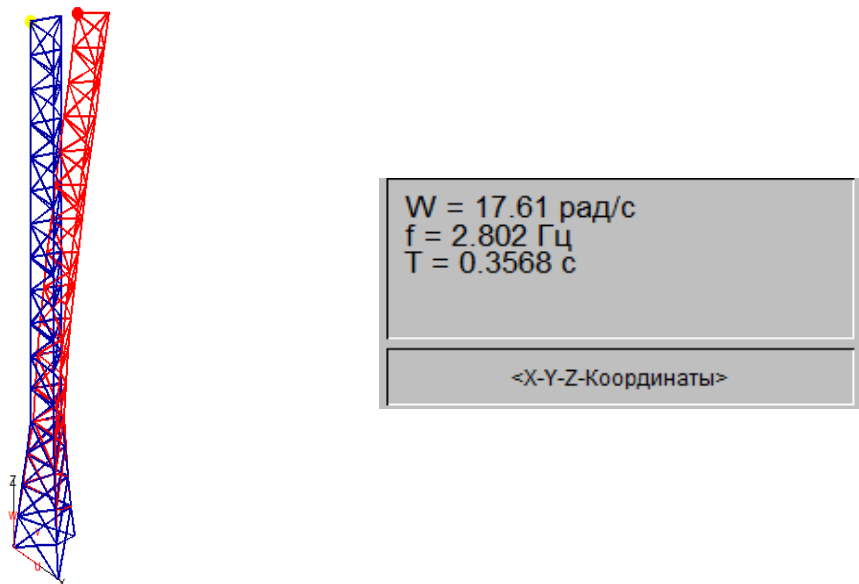 W = 17.61 рад/с
f = 2.802 Гц
T = 0.3568 с
<X-Y-Z-Координаты>
Z
W
V
U